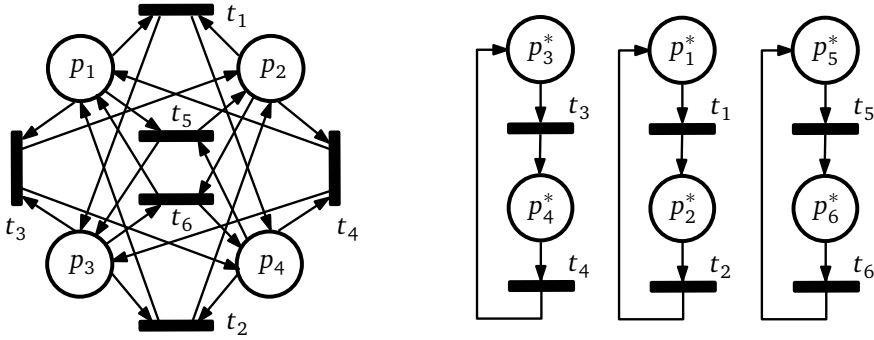 t₁
p₁
p₂
t₅
t₃
t₄
t₆
p₃
p₄
t₂
p₃*
p₁*
p₅*
t₃
t₁
t₅
p₄*
p₂*
p₆*
t₄
t₂
t₆